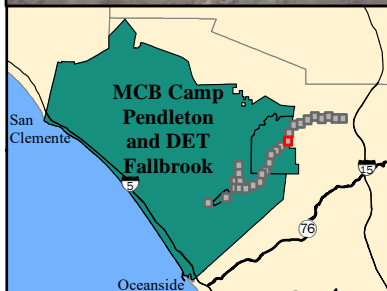 MCB Camp
Pendleton
and DET
Fallbrook
San
Clemente
5
15
76
Oceanside